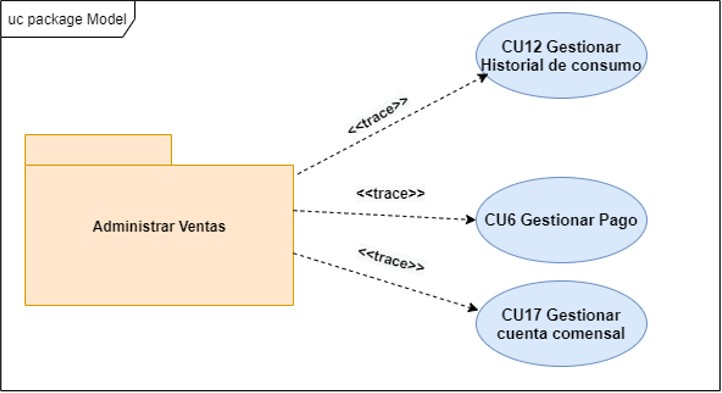 uc package Model
CU12 Gestionar
Historial de consumo
<<trace>>
<<trace>>
Administrar Ventas
CU6 Gestionar Pago
<<trace>>
CU17 Gestionar
cuenta comensal